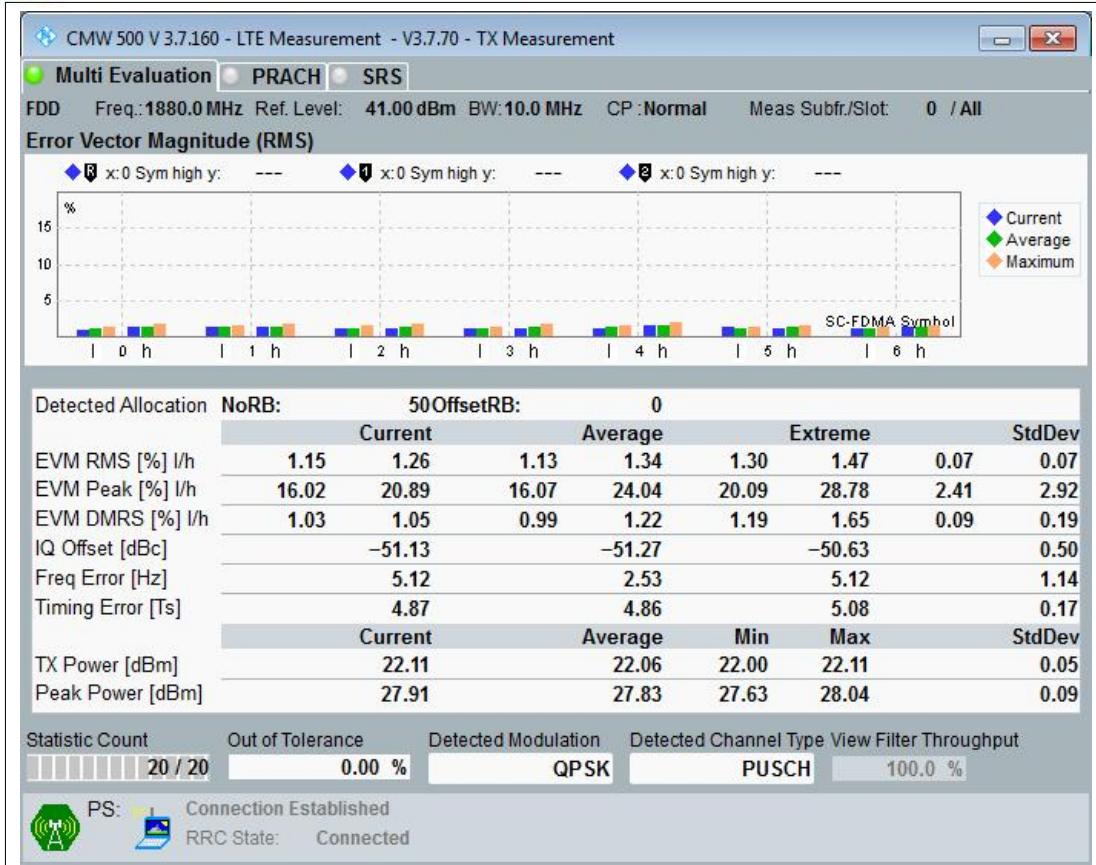 CMW 500 V 3.7.160 - LTE Measurement - V3.7.70 - TX Measurement
Multi Evaluation PRACH SRS
FDD Freq.: 1880.0 MHz Ref. Level: 41.00 dBm BW: 10.0 MHz CP : Normal Meas Subfr./Slot: 0 / All
Error Vector Magnitude (RMS)
R x: 0 Sym high y: --- 1 x: 0 Sym high y: --- 2 x: 0 Sym high y: ---
%
15
10
5
Current
Average
Maximum
SC-FDMA Symbol
l 0 h l 1 h l 2 h l 3 h l 4 h l 5 h l 6 h
Detected Allocation NoRB: 50 OffsetRB: 0
Current Average Extreme StdDev
EVM RMS [%] l/h 1.15 1.26 1.13 1.34 1.30 1.47 0.07 0.07
EVM Peak [%] l/h 16.02 20.89 16.07 24.04 20.09 28.78 2.41 2.92
EVM DMRS [%] l/h 1.03 1.05 0.99 1.22 1.19 1.65 0.09 0.19
IQ Offset [dBc] −51.13 −51.27 −50.63 0.50
Freq Error [Hz] 5.12 2.53 5.12 1.14
Timing Error [Ts] 4.87 4.86 5.08 0.17
Current Average Min Max StdDev
TX Power [dBm] 22.11 22.06 22.00 22.11 0.05
Peak Power [dBm] 27.91 27.83 27.63 28.04 0.09
Statistic Count Out of Tolerance Detected Modulation Detected Channel Type View Filter Throughput
20 / 20 0.00 % QPSK PUSCH 100.0 %
PS: Connection Established
RRC State: Connected